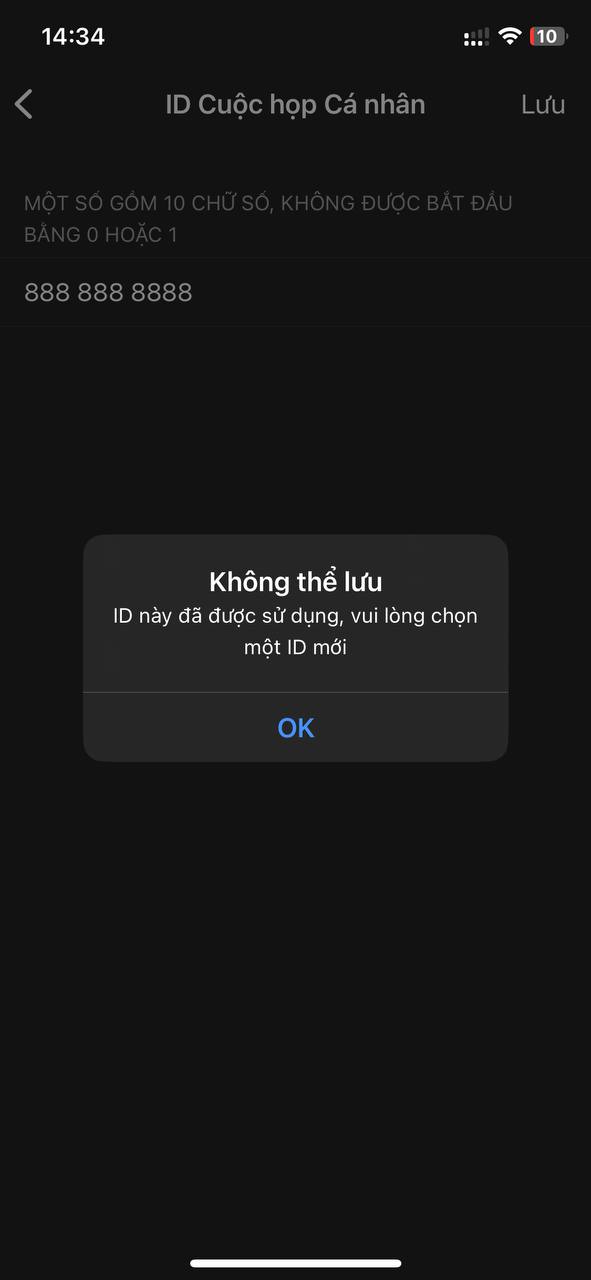 14:34
10
ID Cuộc họp Cá nhân
Lưu
MỘT SỐ GỒM 10 CHỮ SỐ, KHÔNG ĐƯỢC BẮT ĐẦU
BẰNG 0 HOẶC 1
888 888 8888
Không thể lưu
ID này đã được sử dụng, vui lòng chọn
một ID mới
OK